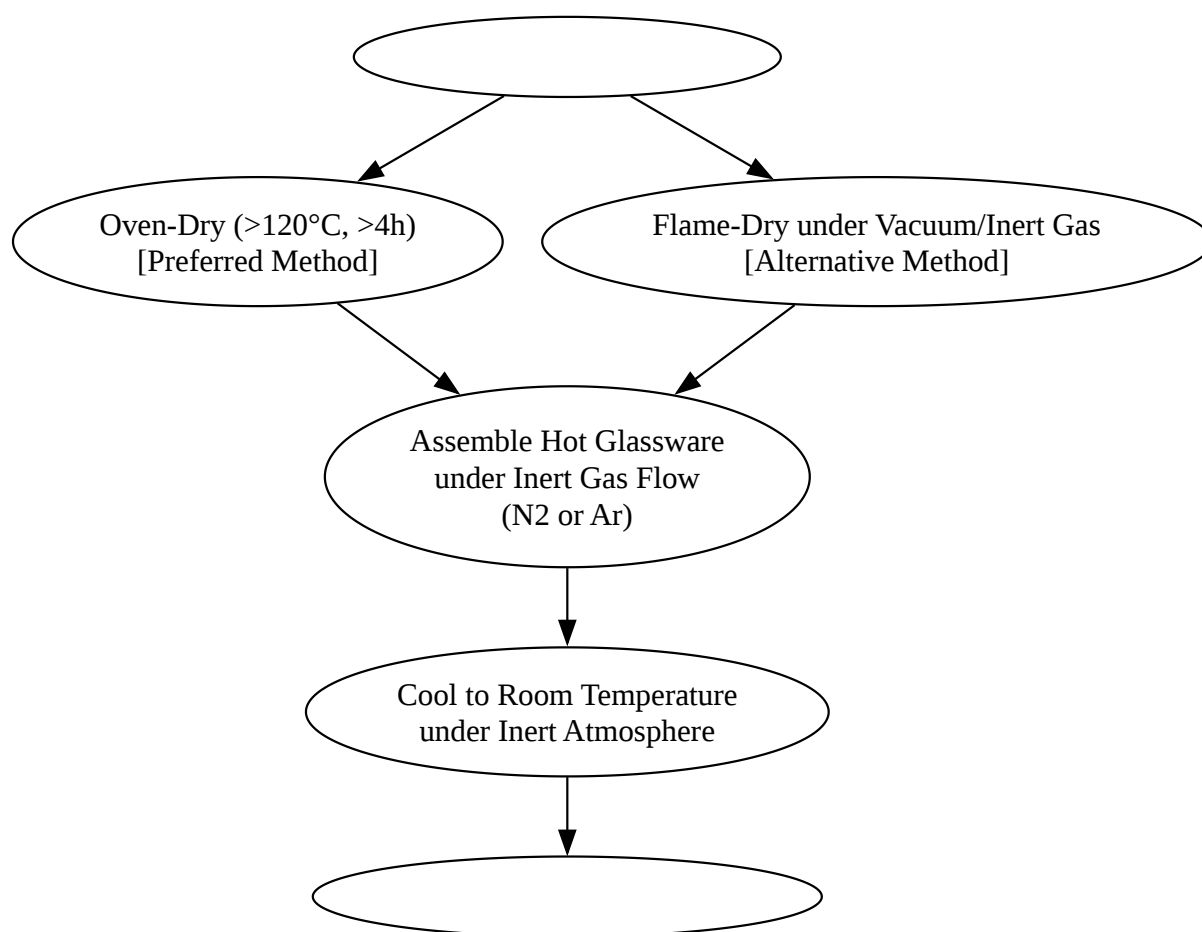 Oven-Dry (>120°C, >4h)
[Preferred Method]
Flame-Dry under Vacuum/Inert Gas
[Alternative Method]
Assemble Hot Glassware
under Inert Gas Flow
(N2 or Ar)
Cool to Room Temperature
under Inert Atmosphere